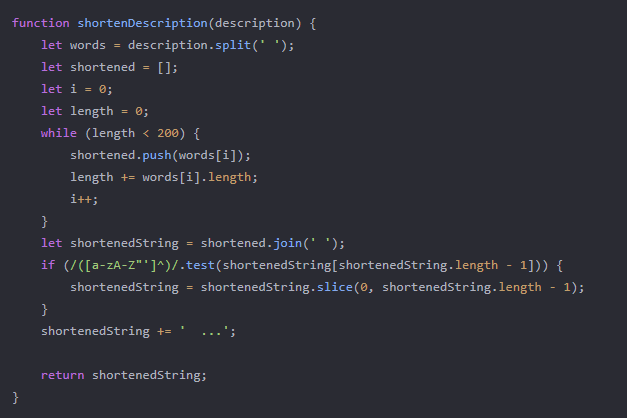 function shortenDescription(description) {
    let words = description.split(' ');
    let shortened = [];
    let i = 0;
    let length = 0;
    while (length < 200) {
        shortened.push(words[i]);
        length += words[i].length;
        i++;
    }
    let shortenedString = shortened.join(' ');
    if (/([a-zA-Z"']^)/.test(shortenedString[shortenedString.length - 1])) {
        shortenedString = shortenedString.slice(0, shortenedString.length - 1);
    }
    shortenedString += '  ...';

    return shortenedString;
}